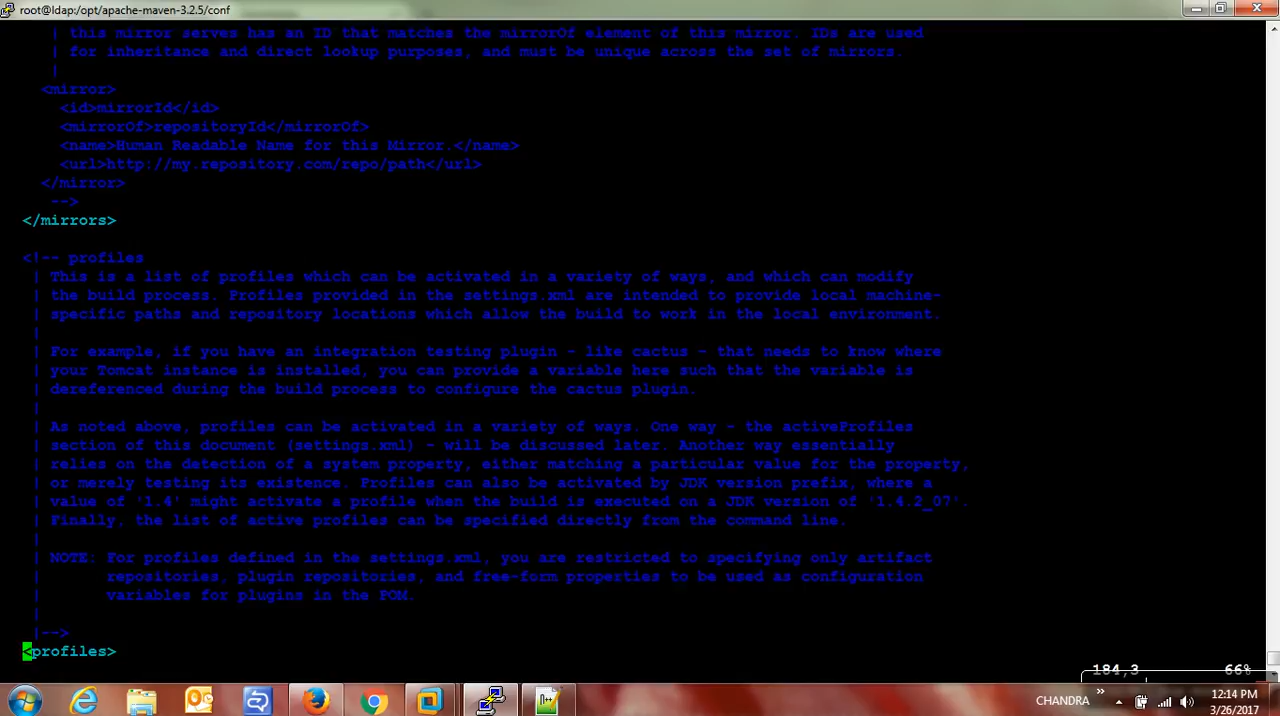 root@ldap:/opt/apache-maven-3.2.5/conf
| this mirror serves has an ID that matches the mirrorOf element of this mirror. IDs are used
| for inheritance and direct lookup purposes, and must be unique across the set of mirrors.
|
<mirror>
<id>mirrorId</id>
<mirrorOf>repositoryId</mirrorOf>
<name>Human Readable Name for this Mirror.</name>
<url>http://my.repository.com/repo/path</url>
</mirror>
-->
</mirrors>
<!-- profiles
| This is a list of profiles which can be activated in a variety of ways, and which can modify
| the build process. Profiles provided in the settings.xml are intended to provide local machine-
| specific paths and repository locations which allow the build to work in the local environment.
|
| For example, if you have an integration testing plugin - like cactus - that needs to know where
| your Tomcat instance is installed, you can provide a variable here such that the variable is
| dereferenced during the build process to configure the cactus plugin.
|
| As noted above, profiles can be activated in a variety of ways. One way - the activeProfiles
| section of this document (settings.xml) - will be discussed later. Another way essentially
| relies on the detection of a system property, either matching a particular value for the property,
| or merely testing its existence. Profiles can also be activated by JDK version prefix, where a
| value of '1.4' might activate a profile when the build is executed on a JDK version of '1.4.2_07'.
| Finally, the list of active profiles can be specified directly from the command line.
|
| NOTE: For profiles defined in the settings.xml, you are restricted to specifying only artifact
| repositories, plugin repositories, and free-form properties to be used as configuration
| variables for plugins in the POM.
|
|-->
<profiles>
184,3 66%
CHANDRA
12:14 PM
3/26/2017